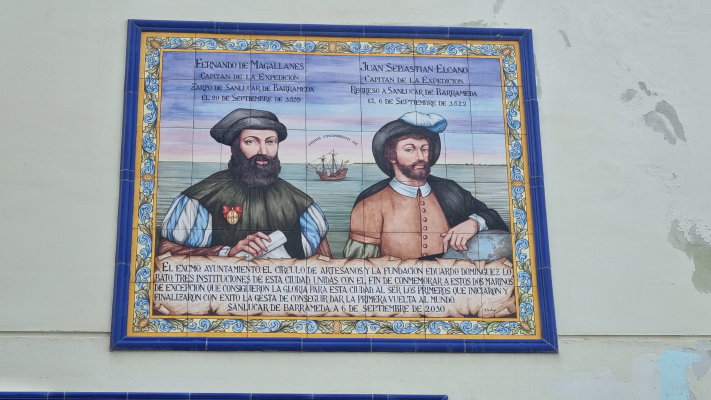 FERNANDO DE MAGALLANES
CAPITAN DE LA EXPEDICION
ZARPO DE SANLUCAR DE BARRAMEDA
EL 20 DE SEPTIEMBRE DE 1519
JUAN SEBASTIAN ELCANO
CAPITAN DE LA EXPEDICION
REGRESO A SANLUCAR DE BARRAMEDA
EL 6 DE SEPTIEMBRE DE 1522
PRIMUS CIRCUMDEDISTI ME
EL EXCMO AYUNTAMIENTO, EL CIRCULO DE ARTESANOS Y LA FUNDACION EDUARDO DOMINGUEZ LO
BATO, TRES INSTITUCIONES DE ESTA CIUDAD, UNIDAS CON EL FIN DE CONMEMORAR A ESTOS DOS MARINOS
DE EXCEPCION QUE CONSIGUIERON LA GLORIA PARA ESTA CIUDAD AL SER LOS PRIMEROS QUE INICIARON Y
FINALIZARON CON EXITO LA GESTA DE CONSEGUIR DAR LA PRIMERA VUELTA AL MUNDO
SANLUCAR DE BARRAMEDA A 6 DE SEPTIEMBRE DE 2.030